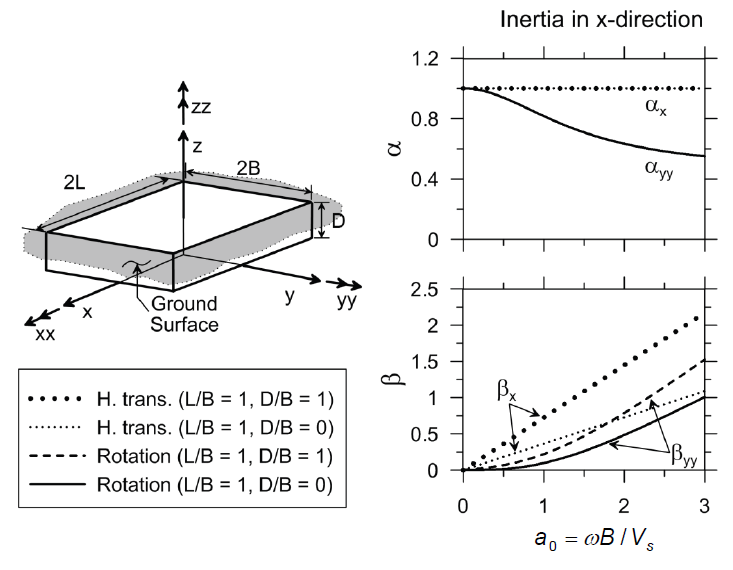 Inertia in x-direction
1.2
0.8
0.4
0
α
αx
αyy
zz
z
2L
2B
D
y
yy
x
xx
Ground
Surface
2.5
2
1.5
1
0.5
0
β
βx
βyy
0
1
2
3
a0 = ωB / Vs
H. trans. (L/B = 1, D/B = 1)
H. trans. (L/B = 1, D/B = 0)
Rotation (L/B = 1, D/B = 1)
Rotation (L/B = 1, D/B = 0)